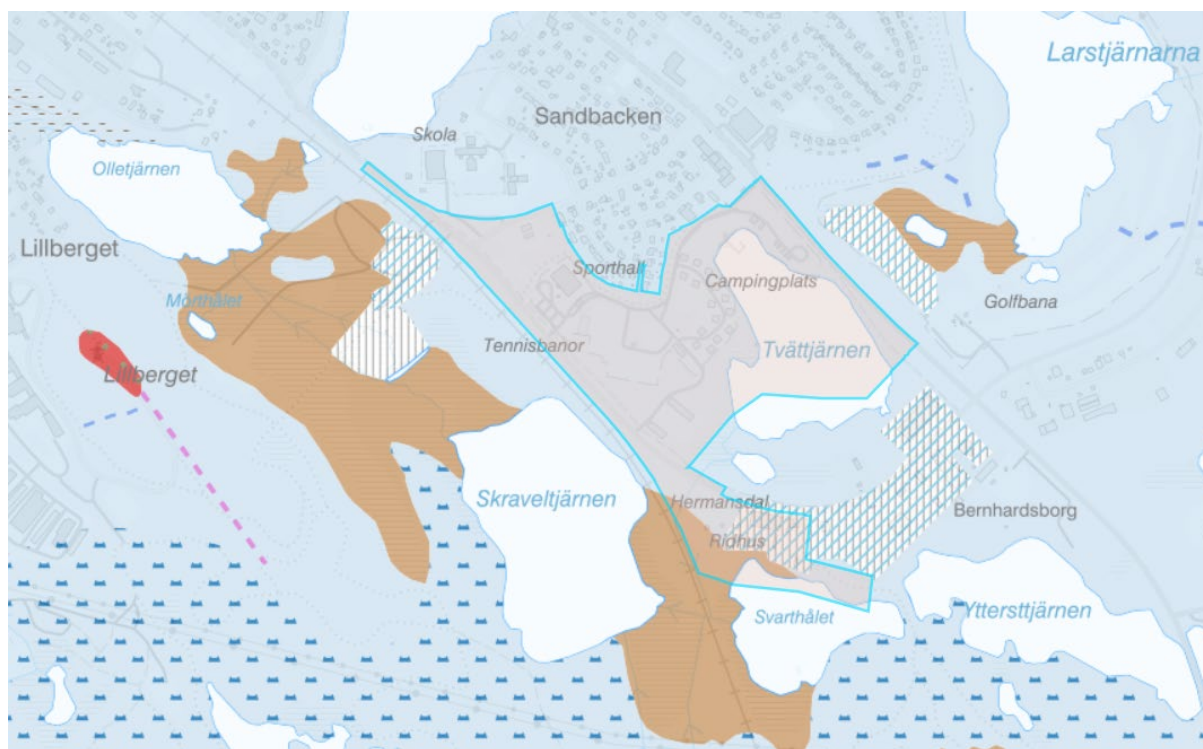 Larstjärnarna
Sandbacken
Skola
Olletjärnen
Lillberget
Sporthall
Campingplats
Mörthålet
Golfbana
Tennisbanor
Tvättjärnen
Lillberget
Skraveltjärnen
Hermansdal
Bernhardsborg
Ridhus
Svarthålet
Yttersttjärnen